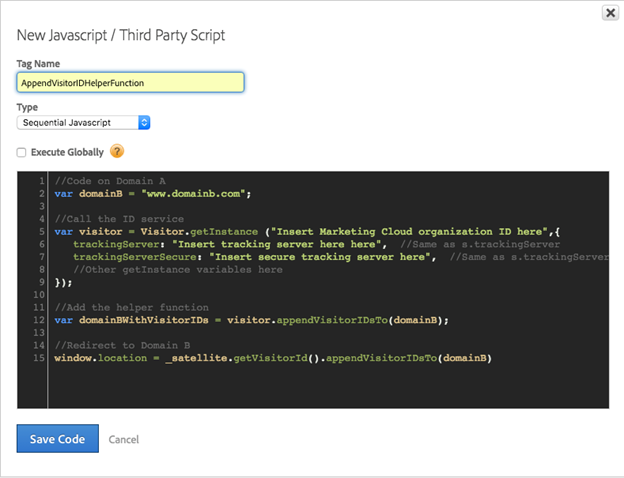 New Javascript / Third Party Script
Tag Name
AppendVisitorIDHelperFunction
Type
Sequential Javascript
Execute Globally ?
1 //Code on Domain A
2 var domainB = "www.domainb.com";
3
4 //Call the ID service
5 var visitor = Visitor.getInstance ("Insert Marketing Cloud organization ID here",{
6 trackingServer: "Insert tracking server here here", //Same as s.trackingServer
7 trackingServerSecure: "Insert secure tracking server here", //Same as s.trackingServer
8 //Other getInstance variables here
9 });
10
11 //Add the helper function
12 var domainBWithVisitorIDs = visitor.appendVisitorIDsTo(domainB);
13
14 //Redirect to Domain B
15 window.location = _satellite.getVisitorId().appendVisitorIDsTo(domainB)
Save Code Cancel